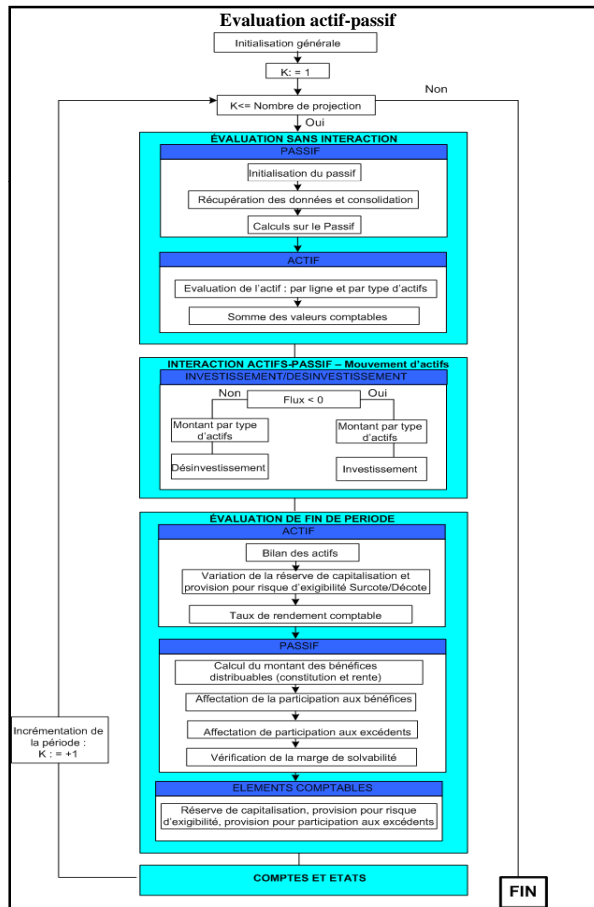 Evaluation actif-passif
Initialisation générale
K: = 1
Non
K<= Nombre de projection
Oui
ÉVALUATION SANS INTERACTION
PASSIF
Initialisation du passif
Récupération des données et consolidation
Calculs sur le Passif
ACTIF
Evaluation de l'actif : par ligne et par type d'actifs
Somme des valeurs comptables
INTERACTION ACTIFS-PASSIF – Mouvement d'actifs
INVESTISSEMENT/DESINVESTISSEMENT
Non
Oui
Flux < 0
Montant par type
d'actifs
Montant par type
d'actifs
Désinvestissement
Investissement
ÉVALUATION DE FIN DE PERIODE
ACTIF
Bilan des actifs
Variation de la réserve de capitalisation et
provision pour risque d'exigibilité Surcote/Décote
Taux de rendement comptable
PASSIF
Calcul du montant des bénéfices
distribuables (constitution et rente)
Affectation de la participation aux bénéfices
Affectation de participation aux excédents
Vérification de la marge de solvabilité
Incrémentation de
la période :
K : = +1
ELEMENTS COMPTABLES
Réserve de capitalisation, provision pour risque
d'exigibilité, provision pour participation aux excédents
COMPTES ET ETATS
FIN